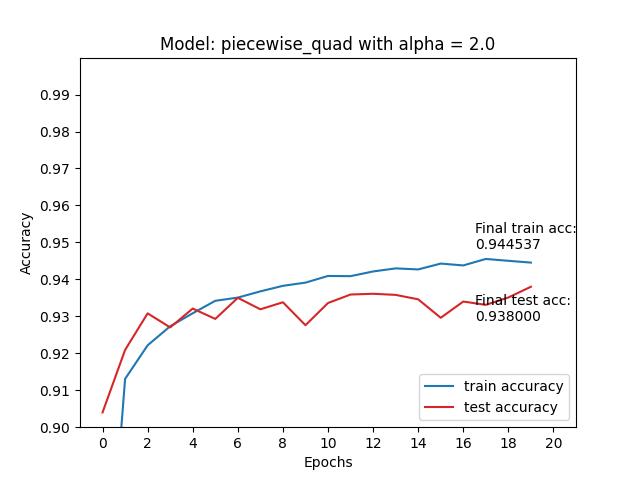 Model: piecewise_quad with alpha = 2.0
0.99
0.98
0.97
0.96
0.95
0.94
0.93
0.92
0.91
0.90
Accuracy
Final train acc:
0.944537
Final test acc:
0.938000
train accuracy
test accuracy
0 2 4 6 8 10 12 14 16 18 20
Epochs